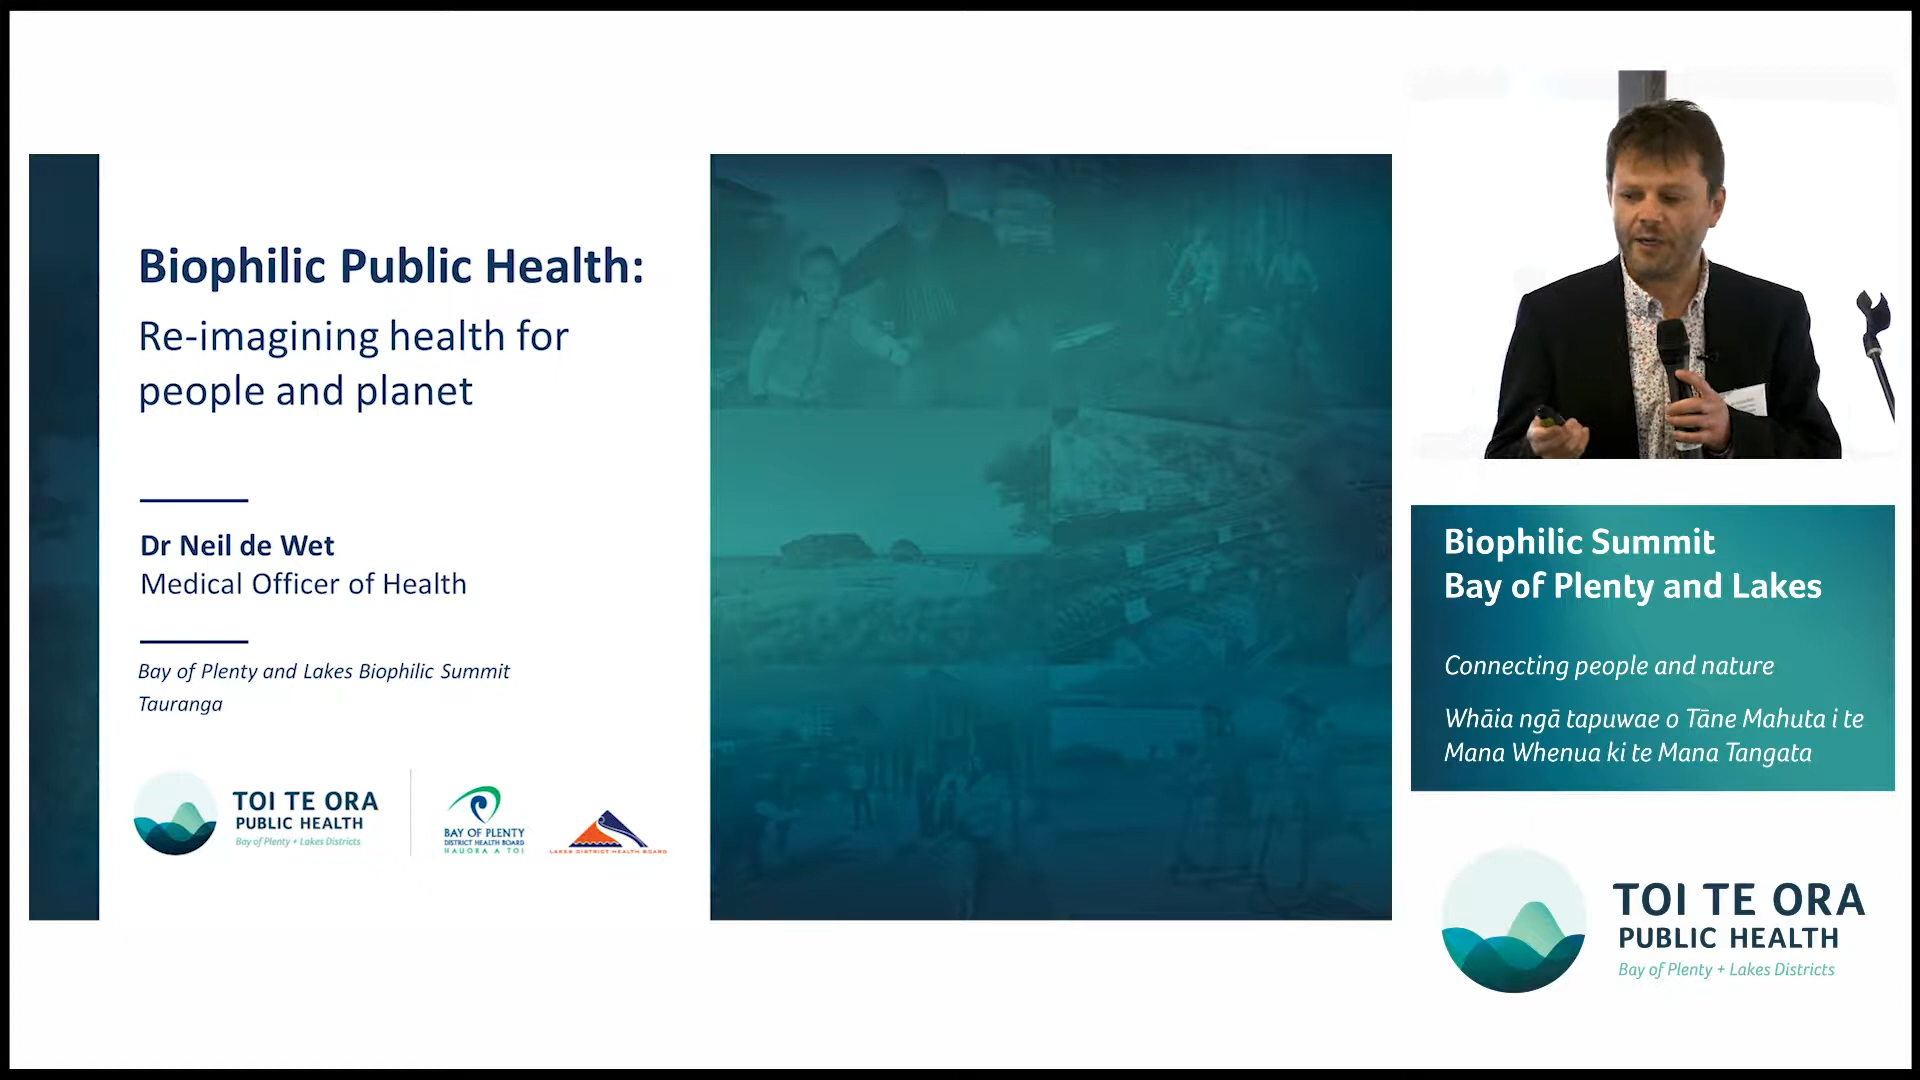 Biophilic Public Health:
Re-imagining health for
people and planet
Dr Neil de Wet
Medical Officer of Health
Bay of Plenty and Lakes Biophilic Summit
Tauranga
TOI TE ORA
PUBLIC HEALTH
Bay of Plenty + Lakes Districts
BAY OF PLENTY
DISTRICT HEALTH BOARD
HAUORA A TOI
LAKES DISTRICT HEALTH BOARD
Biophilic Summit
Bay of Plenty and Lakes
Connecting people and nature
Whāia ngā tapuwae o Tāne Mahuta i te
Mana Whenua ki te Mana Tangata
TOI TE ORA
PUBLIC HEALTH
Bay of Plenty + Lakes Districts